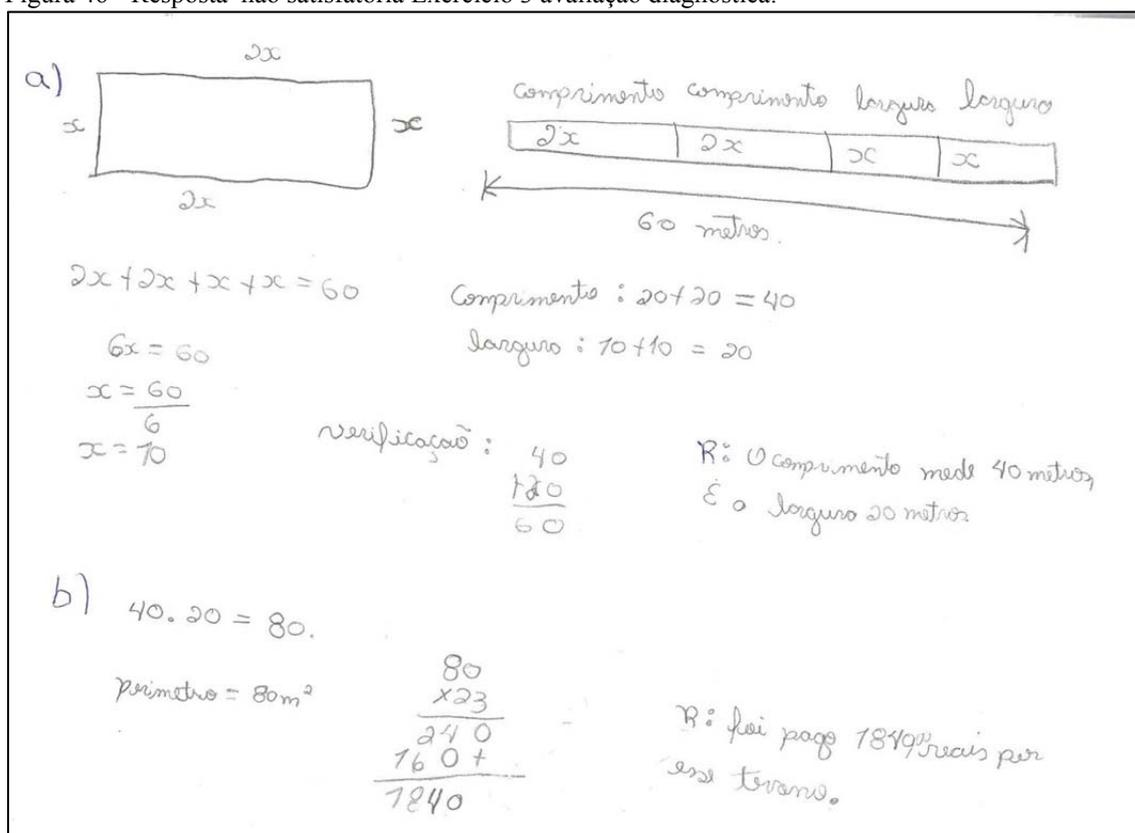 Figura 40 - Resposta não satisfatória Exercício 3 avaliação diagnóstica.
a)
2x
x
x
2x
comprimento comprimento largura largura
2x 2x x x
60 metros.
2x + 2x + x + x = 60
6x = 60
x = 60
6
x = 10
Comprimento : 20 + 20 = 40
largura : 10 + 10 = 20
verificação :
40
+20
60
R: O comprimento mede 40 metros,
E a largura 20 metros
b)
40. 20 = 80.
perimetro = 80m²
80
x23
240
160+
1840
R: foi pago reais por
esse